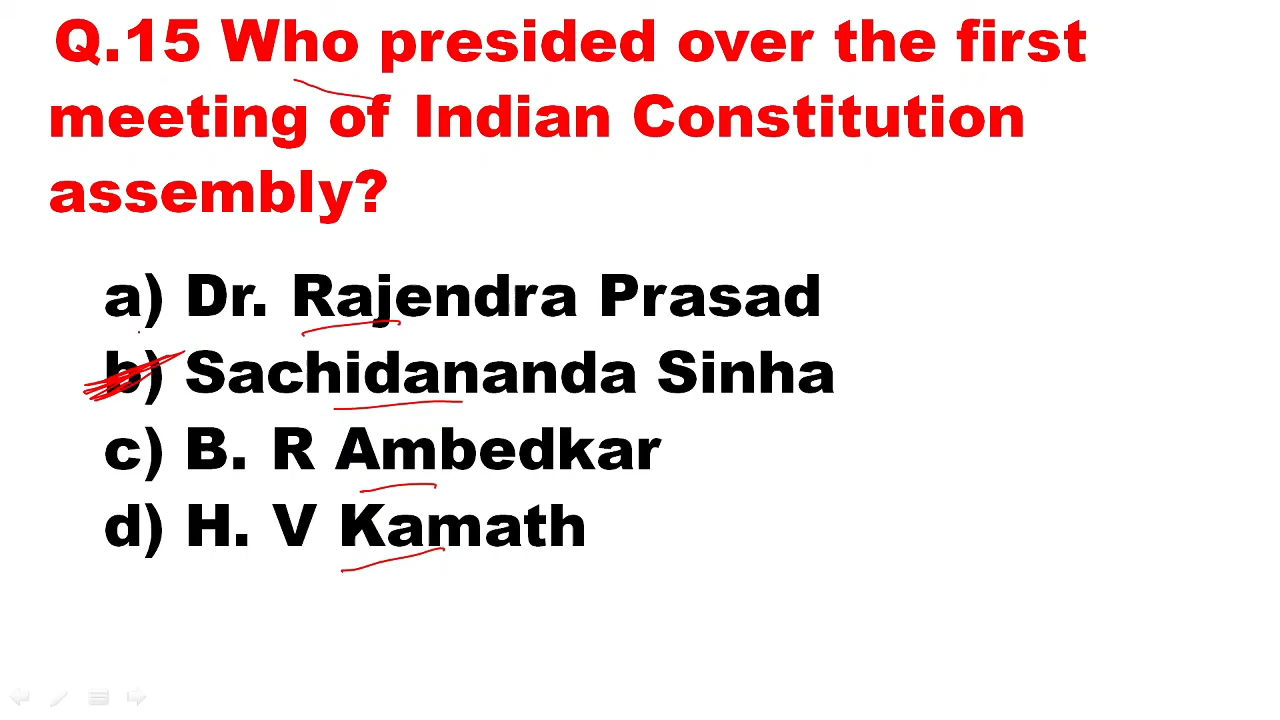 Q.15 Who presided over the first
meeting of Indian Constitution
assembly?
a) Dr. Rajendra Prasad
b) Sachidananda Sinha
c) B. R Ambedkar
d) H. V Kamath